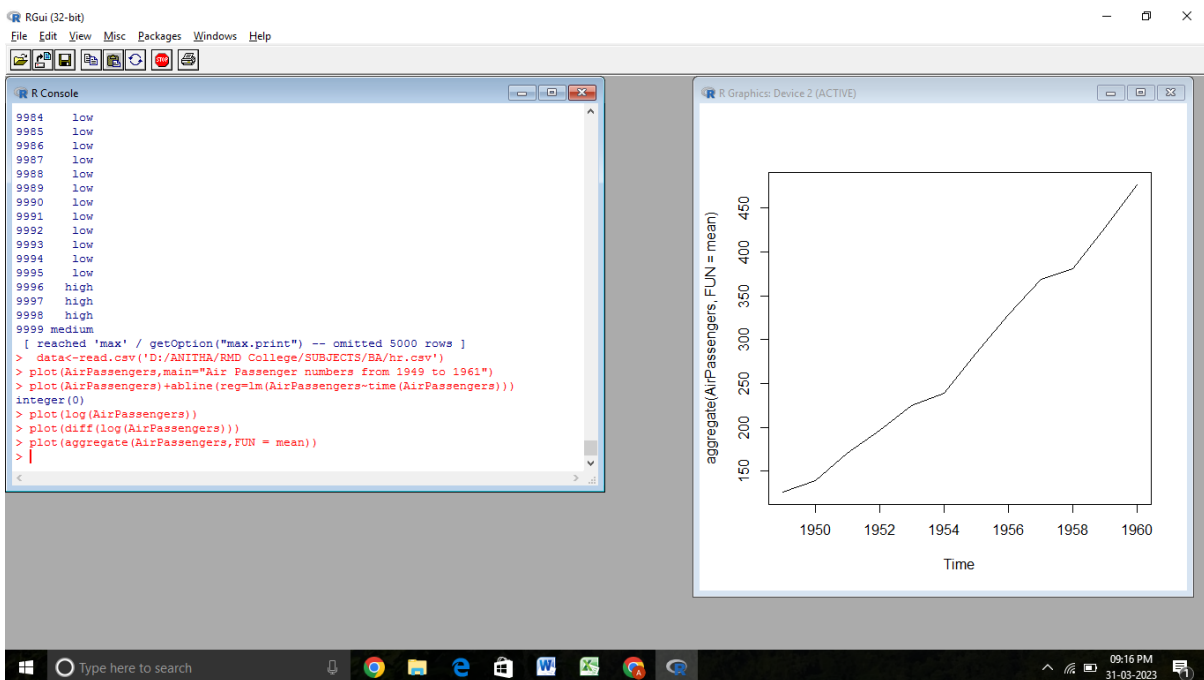 RGui (32-bit)
File Edit View Misc Packages Windows Help
STOP
R Console
9984 low
9985 low
9986 low
9987 low
9988 low
9989 low
9990 low
9991 low
9992 low
9993 low
9994 low
9995 low
9996 high
9997 high
9998 high
9999 medium
[ reached 'max' / getOption("max.print") -- omitted 5000 rows ]
> data<-read.csv('D:/ANITHA/RMD College/SUBJECTS/BA/hr.csv')
> plot(AirPassengers,main="Air Passenger numbers from 1949 to 1961")
> plot(AirPassengers)+abline(reg=lm(AirPassengers~time(AirPassengers)))
integer(0)
> plot(log(AirPassengers))
> plot(diff(log(AirPassengers)))
> plot(aggregate(AirPassengers,FUN = mean))
>
R Graphics: Device 2 (ACTIVE)
aggregate(AirPassengers, FUN = mean)
450
400
350
300
250
200
150
1950 1952 1954 1956 1958 1960
Time
Type here to search
09:16 PM
31-03-2023